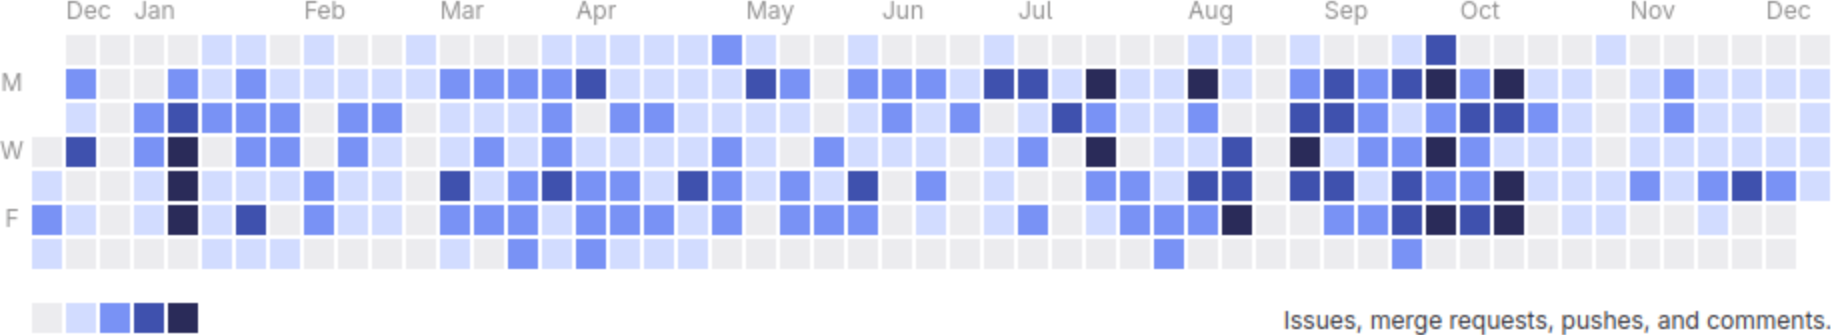 Dec Jan Feb Mar Apr May Jun Jul Aug Sep Oct Nov Dec
M
W
F
Issues, merge requests, pushes, and comments.